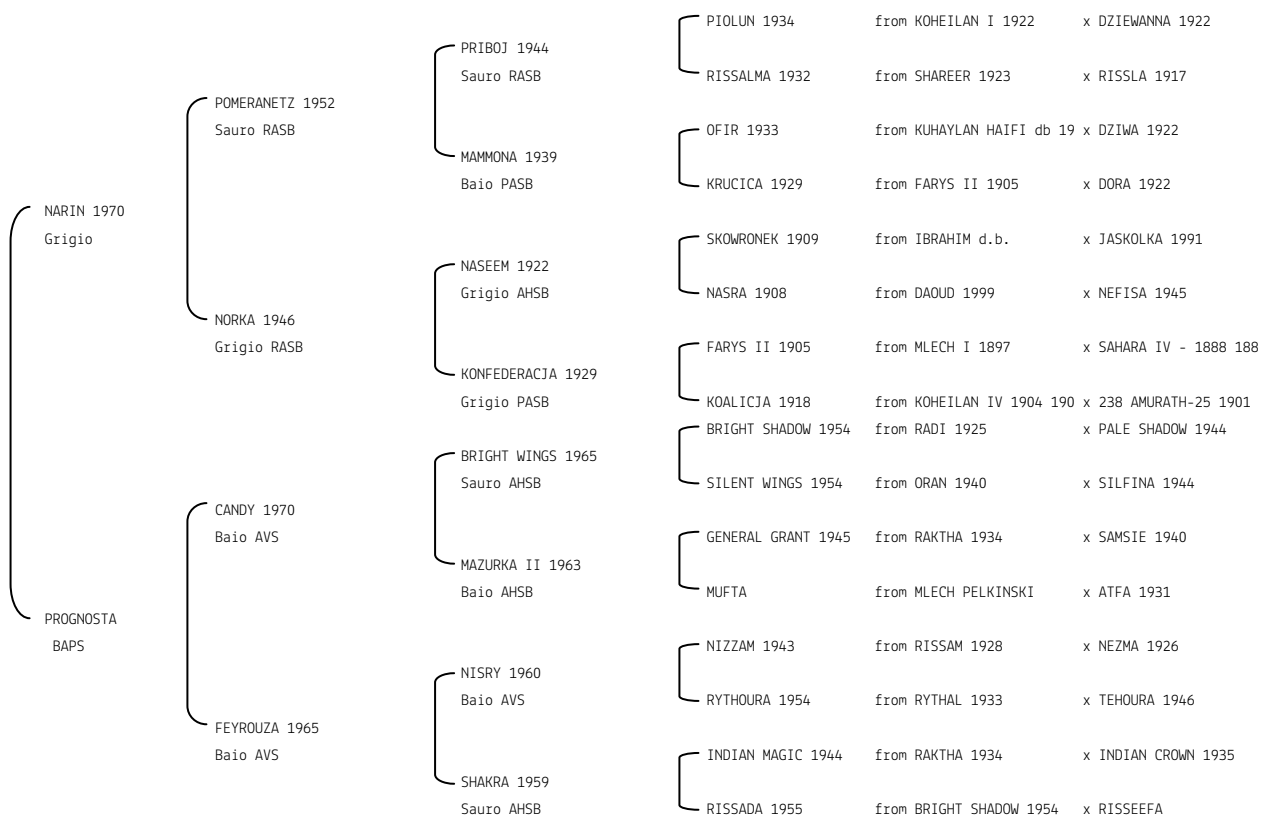 PIOLUN 1934 from KOHEILAN I 1922 x DZIEWANNA 1922
PRIBOJ 1944
Sauro RASB RISSALMA 1932 from SHAREER 1923 x RISSLA 1917
POMERANETZ 1952
Sauro RASB OFIR 1933 from KUHAYLAN HAIFI db 19 x DZIWA 1922
MAMMONA 1939
Baio PASB KRUCICA 1929 from FARYS II 1905 x DORA 1922
NARIN 1970
Grigio SKOWRONEK 1909 from IBRAHIM d.b. x JASKOLKA 1991
NASEEM 1922
Grigio AHSB NASRA 1908 from DAOUD 1999 x NEFISA 1945
NORKA 1946
Grigio RASB FARYS II 1905 from MLECH I 1897 x SAHARA IV - 1888 188
KONFEDERACJA 1929
Grigio PASB KOALICJA 1918 from KOHEILAN IV 1904 190 x 238 AMURATH-25 1901
BRIGHT SHADOW 1954 from RADI 1925 x PALE SHADOW 1944
BRIGHT WINGS 1965
Sauro AHSB SILENT WINGS 1954 from ORAN 1940 x SILFINA 1944
CANDY 1970
Baio AVS GENERAL GRANT 1945 from RAKTHA 1934 x SAMSIE 1940
MAZURKA II 1963
Baio AHSB MUFTA from MLECH PELKINSKI x ATFA 1931
PROGNOSTA
BAPS NIZZAM 1943 from RISSAM 1928 x NEZMA 1926
NISRY 1960
Baio AVS RYTHOURA 1954 from RYTHAL 1933 x TEHOURA 1946
FEYROUZA 1965
Baio AVS INDIAN MAGIC 1944 from RAKTHA 1934 x INDIAN CROWN 1935
SHAKRA 1959
Sauro AHSB RISSADA 1955 from BRIGHT SHADOW 1954 x RISSEEFA